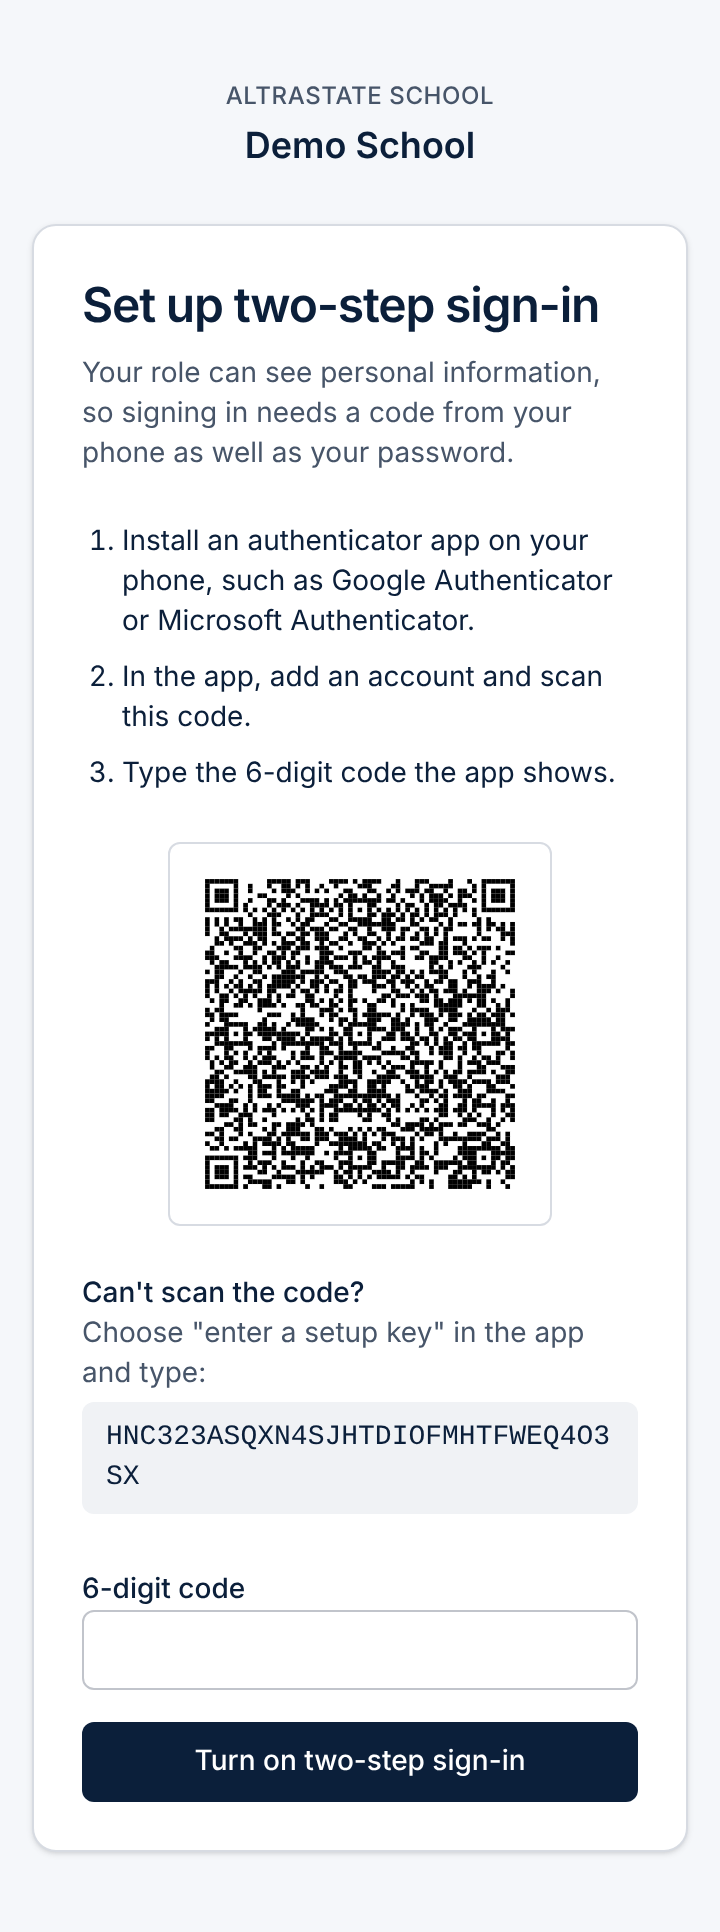 ALTRASTATE SCHOOL
Demo School
Set up two-step sign-in
Your role can see personal information,
so signing in needs a code from your
phone as well as your password.
1. Install an authenticator app on your
phone, such as Google Authenticator
or Microsoft Authenticator.
2. In the app, add an account and scan
this code.
3. Type the 6-digit code the app shows.
Can't scan the code?
Choose "enter a setup key" in the app
and type:
HNC323ASQXN4SJHTDIOFMHTFWEQ4O3
SX
6-digit code
Turn on two-step sign-in